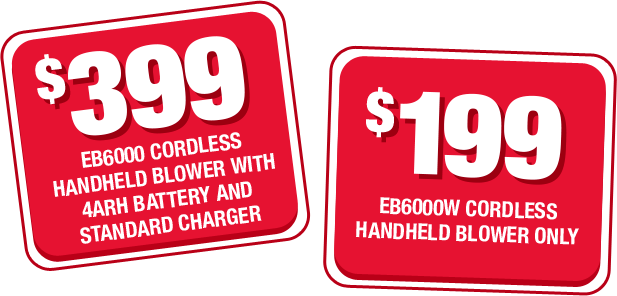 $399
EB6000 CORDLESS
HANDHELD BLOWER WITH
4ARH BATTERY AND
STANDARD CHARGER
$199
EB6000W CORDLESS
HANDHELD BLOWER ONLY